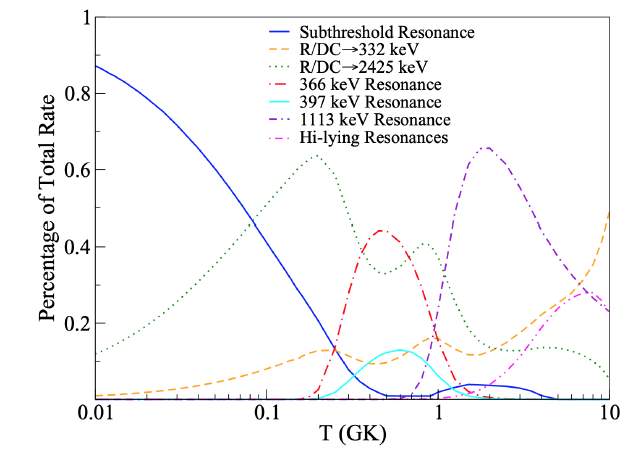 1
0.8
0.6
0.4
0.2
Percentage of Total Rate
Subthreshold Resonance
R/DC→332 keV
R/DC→2425 keV
366 keV Resonance
397 keV Resonance
1113 keV Resonance
Hi-lying Resonances
0.01 0.1 1 10
T (GK)